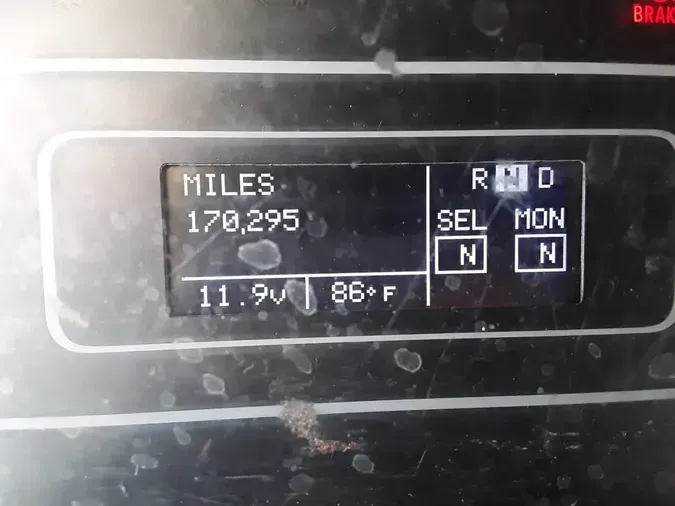 BRAK
MILES
170,295
11.9v
86° F
R N D
SEL MON
N N